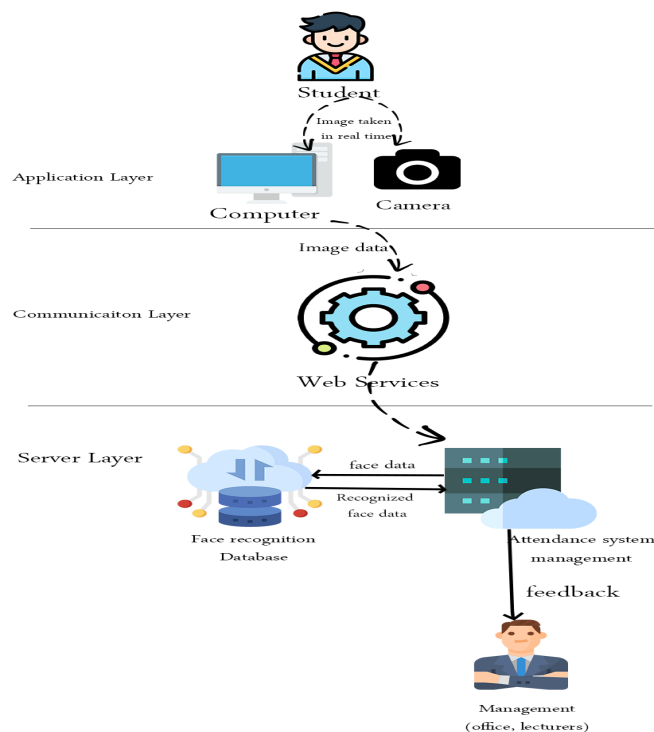 Student
Image taken
in real time
Application Layer
Computer
Camera
Image data
Communicaiton Layer
Web Services
Server Layer
face data
Recognized
face data
Face recognition
Database
Attendance system
management
feedback
Management
(office, lecturers)